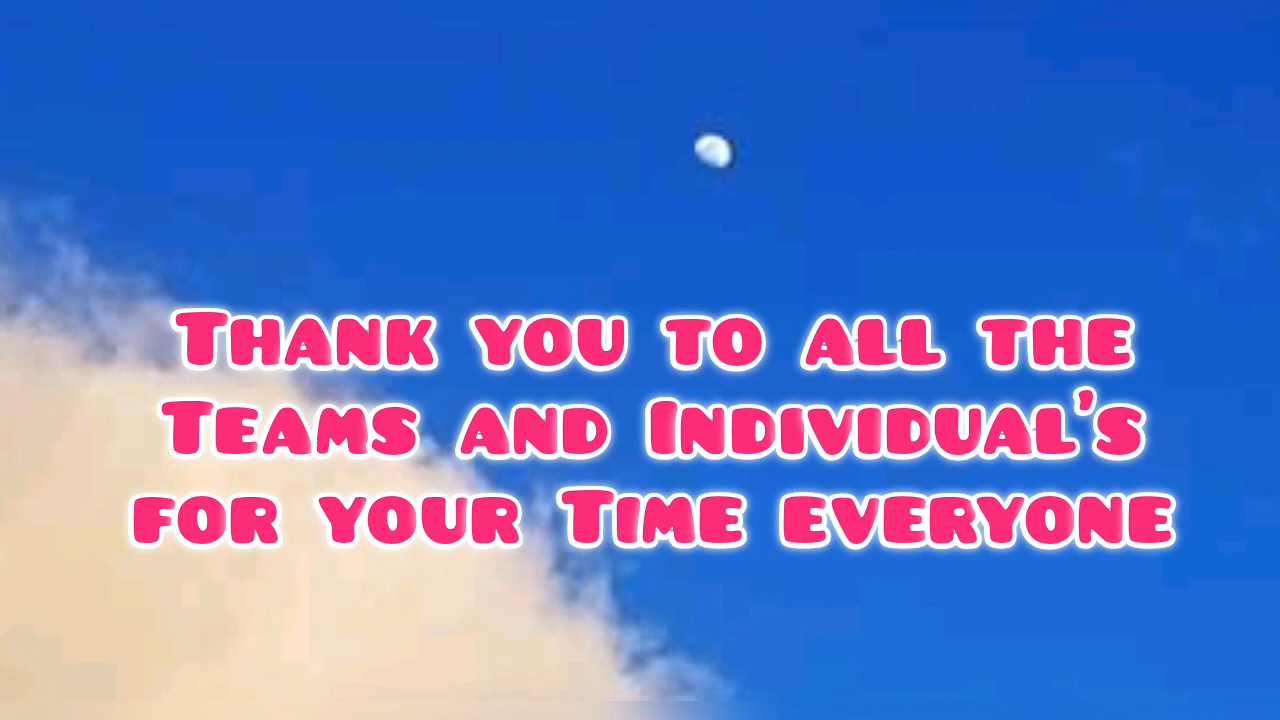 Thank you to all the
Teams and Individual's
for your Time everyone